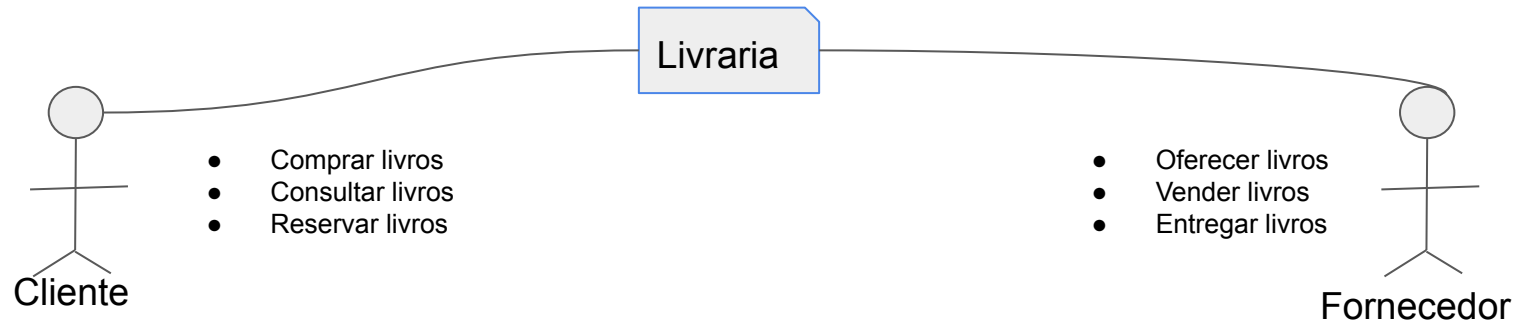 Livraria
● Comprar livros
● Consultar livros
● Reservar livros
● Oferecer livros
● Vender livros
● Entregar livros
Cliente
Fornecedor